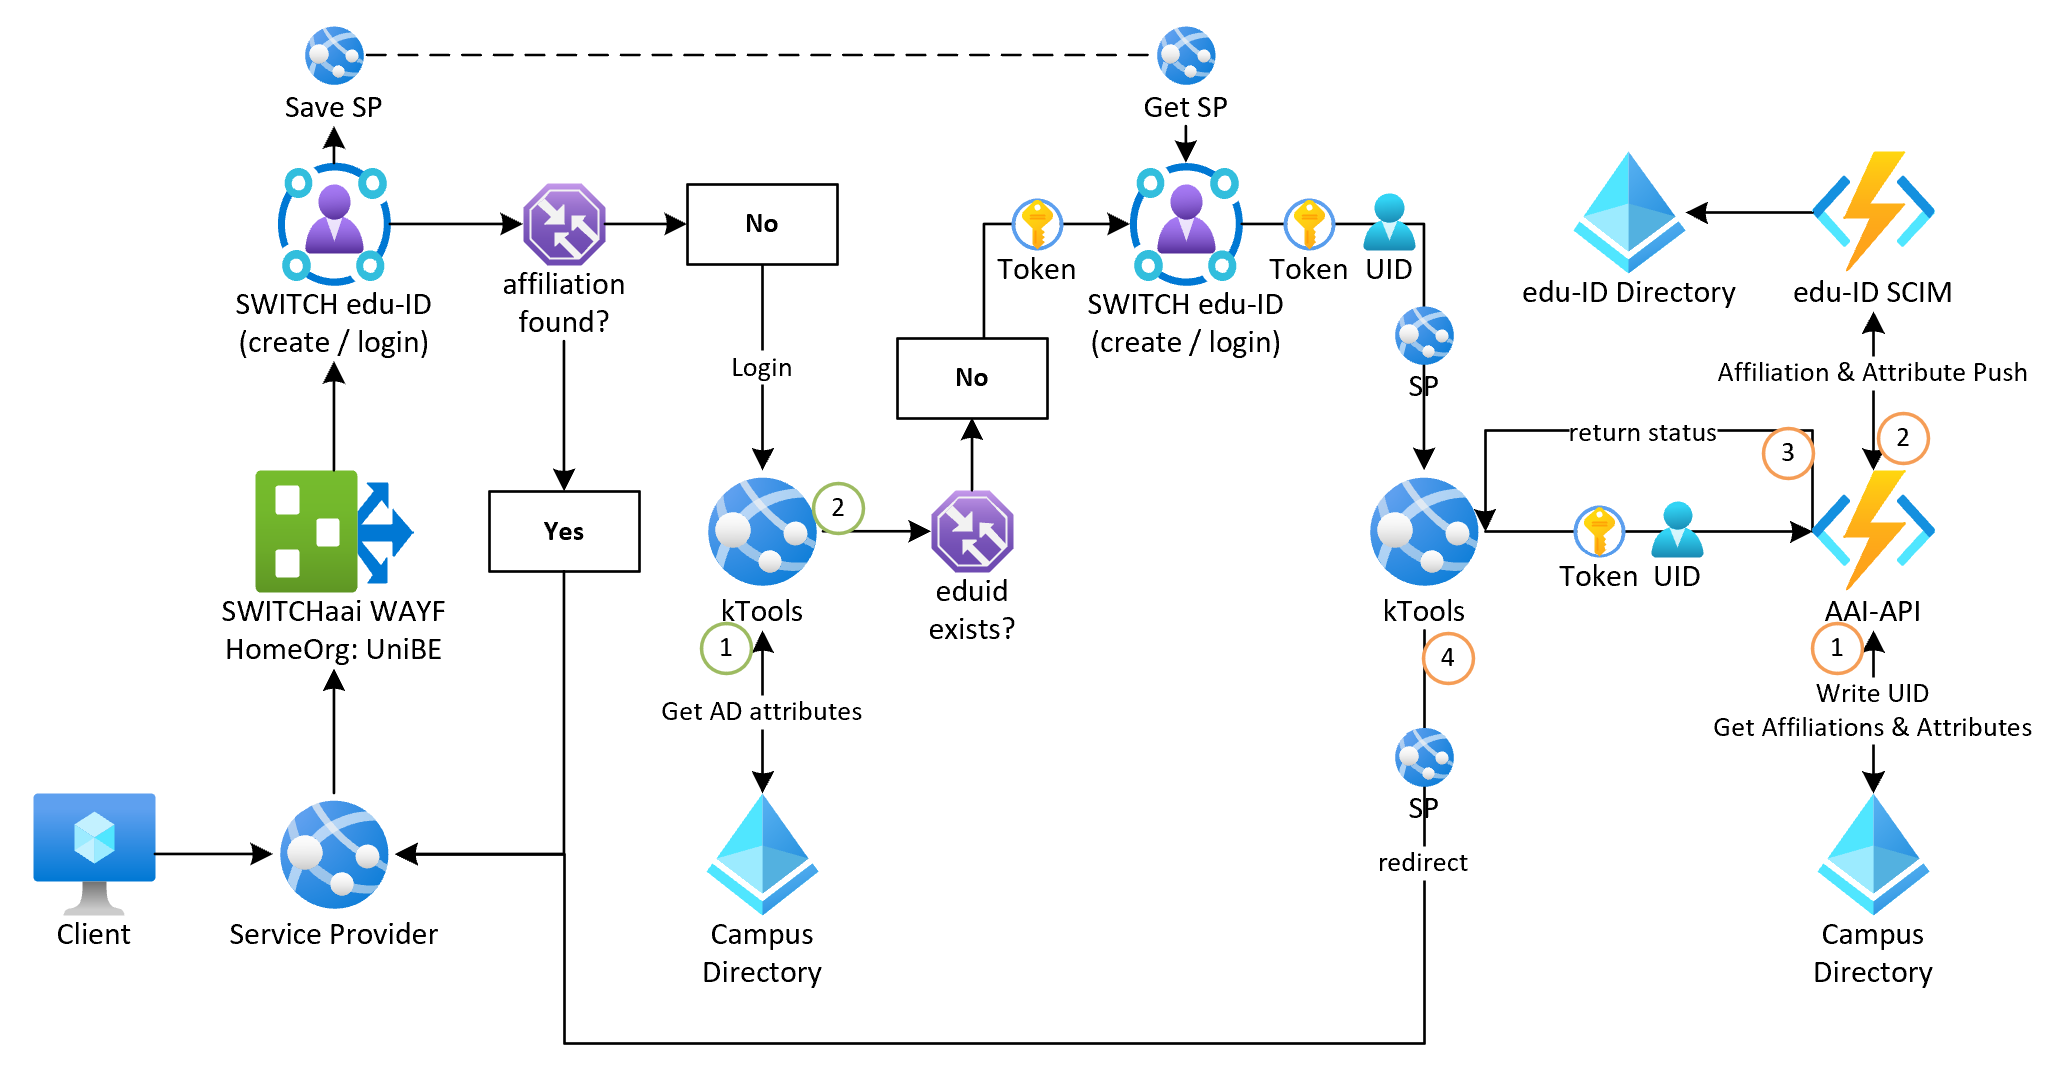 Save SP
Get SP
SWITCH edu-ID
(create / login)
affiliation
found?
No
Login
Yes
SWITCHaai WAYF
HomeOrg: UniBE
Client
Service Provider
kTools
1
2
Get AD attributes
Campus
Directory
eduid
exists?
No
Token
SWITCH edu-ID
(create / login)
Token
UID
SP
kTools
4
SP
redirect
return status
3
Token
UID
edu-ID Directory
edu-ID SCIM
Affiliation & Attribute Push
2
AAI-API
1
Write UID
Get Affiliations & Attributes
Campus
Directory